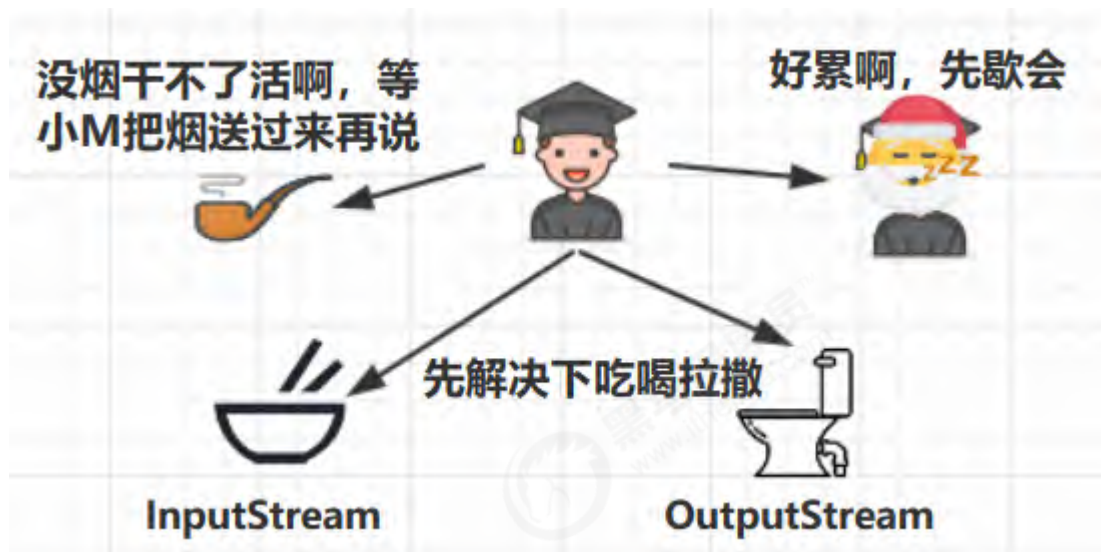 没烟干不了活啊，等
小M把烟送过来再说
好累啊，先歇会
zZZ
先解决下吃喝拉撒
InputStream
OutputStream